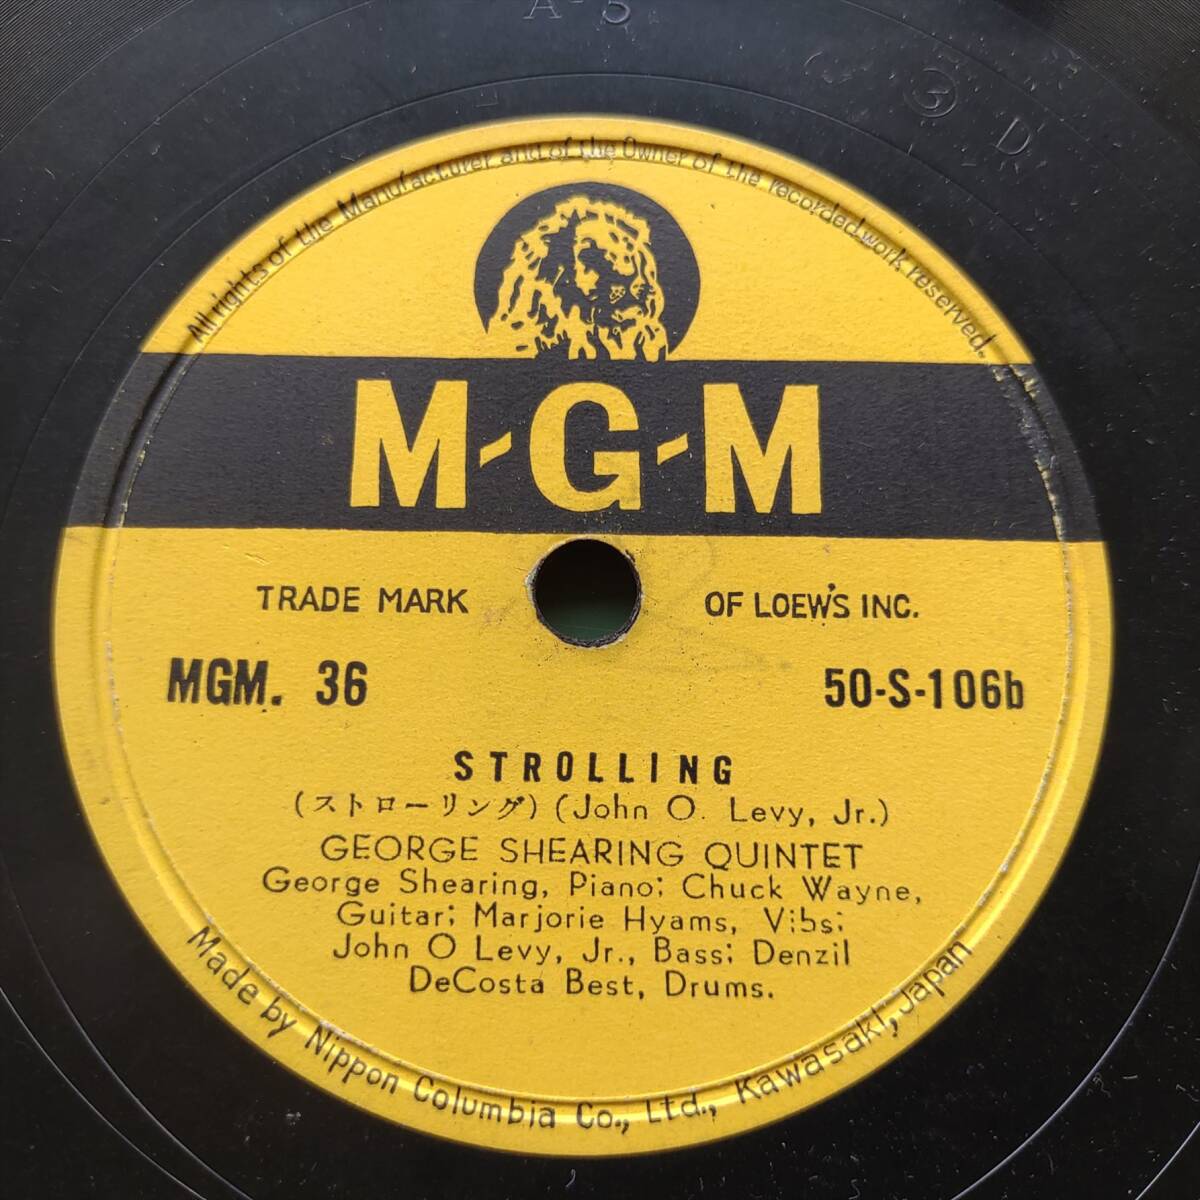 A-5
③ D
All rights of the Manufacturer and of the Owner of the recorded work reserved.
M-G-M
TRADE MARK OF LOEW'S INC.
MGM. 36 50-S-106b
STROLLING
(ストローリング) (John O. Levy, Jr.)
GEORGE SHEARING QUINTET
George Shearing, Piano; Chuck Wayne,
Guitar; Marjorie Hyams, Vibs;
John O Levy, Jr., Bass; Denzil
DeCosta Best, Drums.
Made by Nippon Columbia Co., Ltd., Kawasaki, Japan